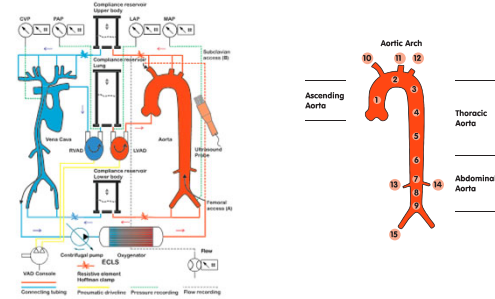 Compliance reservoir
Upper body
CVP
PAP
LAP
MAP
Subclavian
access (B)
Compliance reservoir
Lung
Vena Cava
RVAD
LVAD
Aorta
Ultrasound
Probe
Compliance reservoir
Lower body
Femoral
access (A)
Centrifugal pump
Oxygenator
ECLS
Flow
VAD Console
Resistive element
Hoffman clamp
Connecting tubing
Pneumatic driveline
Pressure recording
Flow recording
Aortic Arch
10
11
12
2
3
1
Ascending
Aorta
4
Thoracic
Aorta
5
6
7
13
14
8
Abdominal
Aorta
9
15